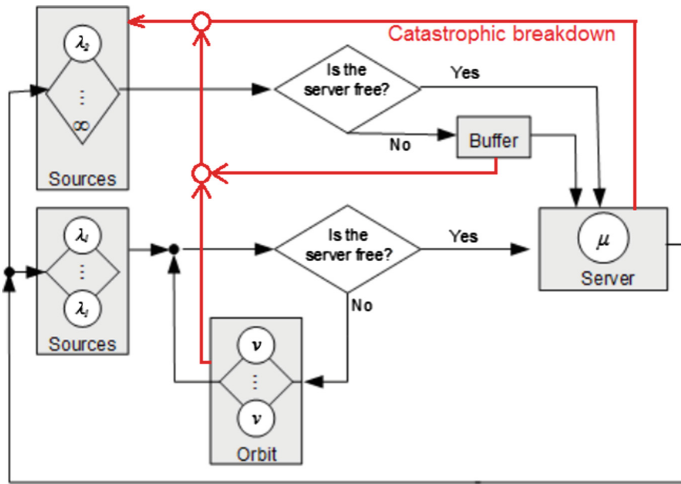 Catastrophic breakdown
λ₂
⋮
∞
Sources
Is the
server free?
Yes
No
Buffer
λ₁
⋮
λ₁
Sources
Is the
server free?
Yes
No
μ
Server
ν
⋮
ν
Orbit